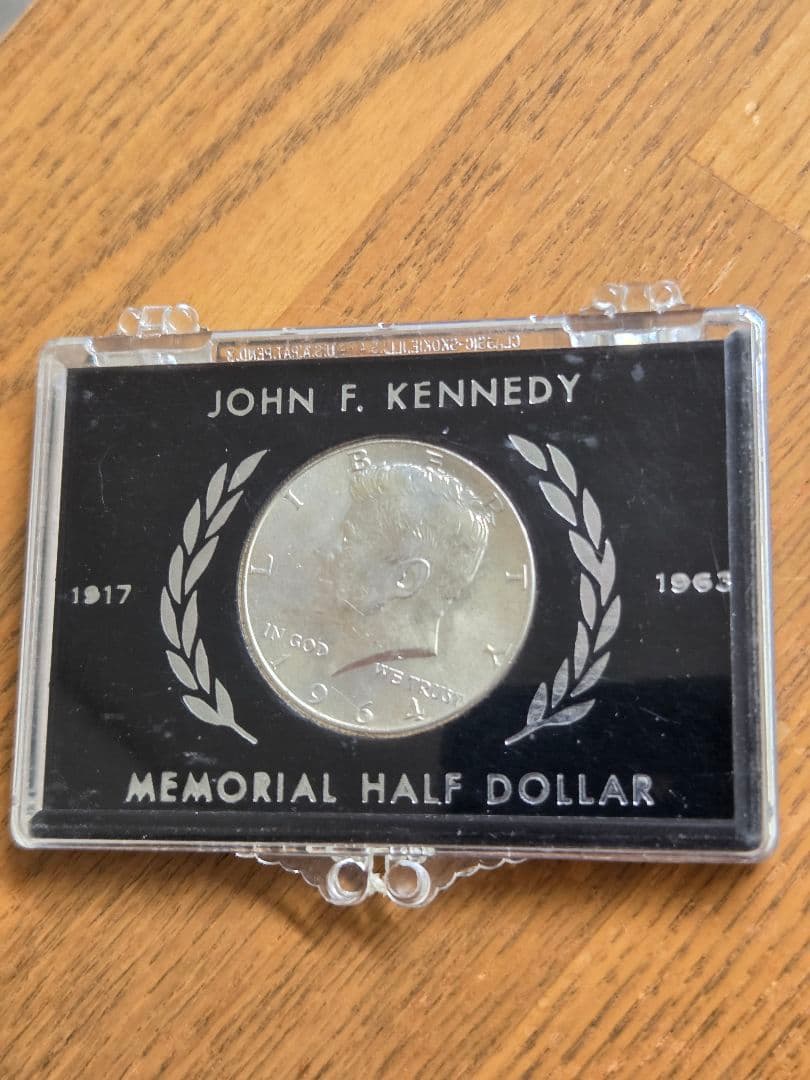 JOHN F. KENNEDY
LIBERTY
1917
1963
IN GOD
WE TRUST
1964
MEMORIAL HALF DOLLAR